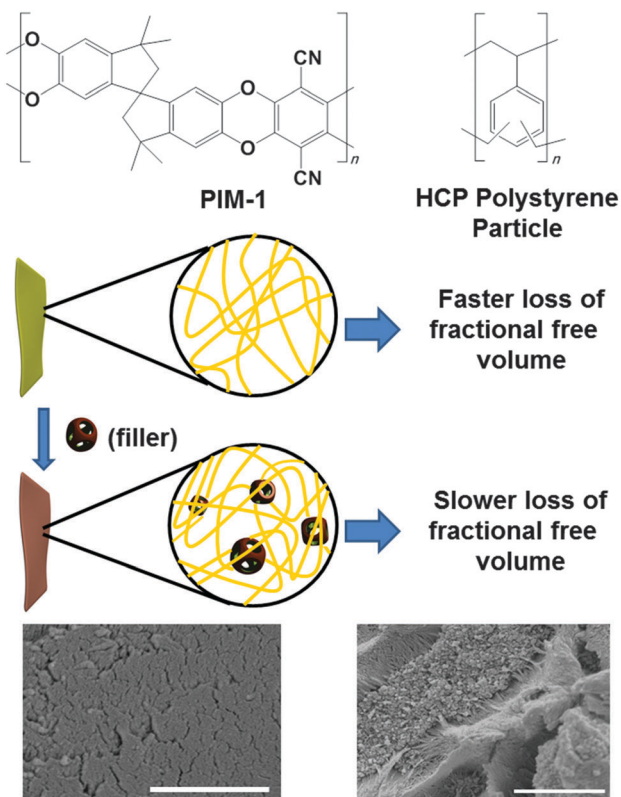 CN
O
O
O
O
n
n
CN
PIM-1
HCP Polystyrene
Particle
Faster loss of
fractional free
volume
(filler)
Slower loss of
fractional free
volume